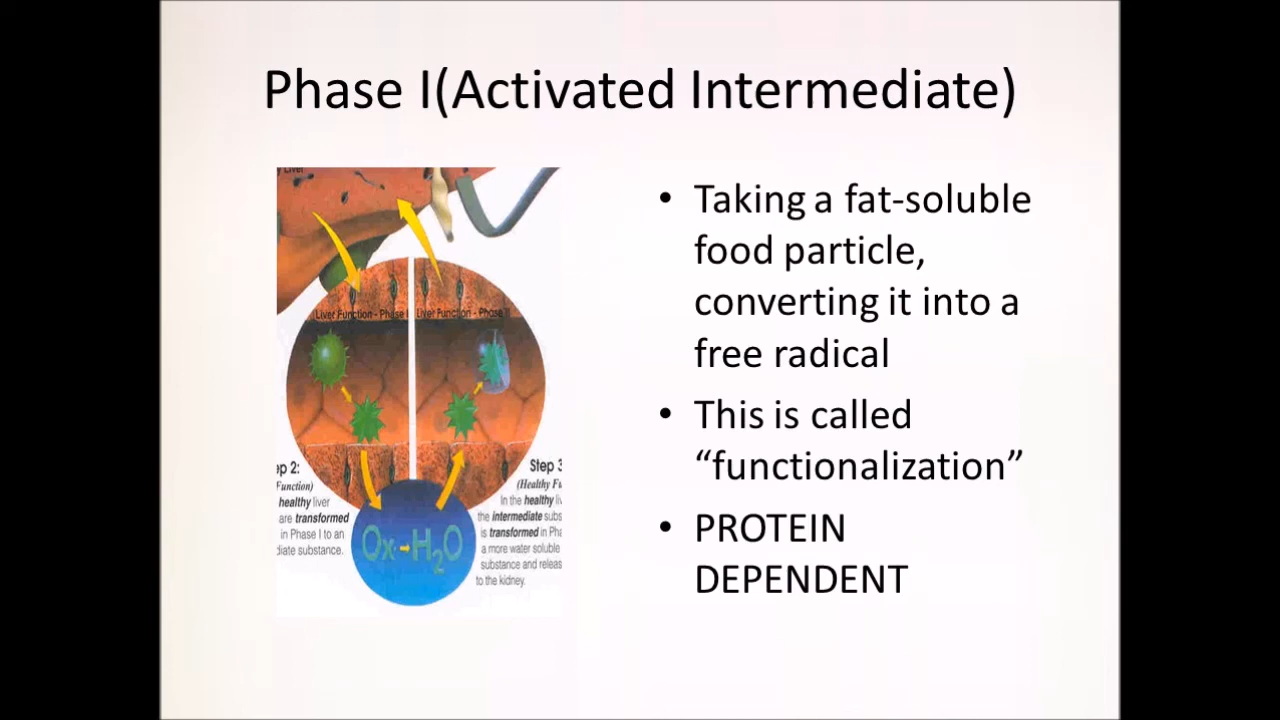 Phase I(Activated Intermediate)
Liver
Liver Function - Phase I
Liver Function - Phase II
ep 2:
Function)
healthy liver
are transformed
in Phase I to an
diate substance.
Step 3
(Healthy Fu
In the healthy liv
the intermediate subs
is transformed in Pha
a more water soluble
substance and releas
to the kidney.
Ox → H₂O
• Taking a fat-soluble
food particle,
converting it into a
free radical
• This is called
“functionalization”
• PROTEIN
DEPENDENT